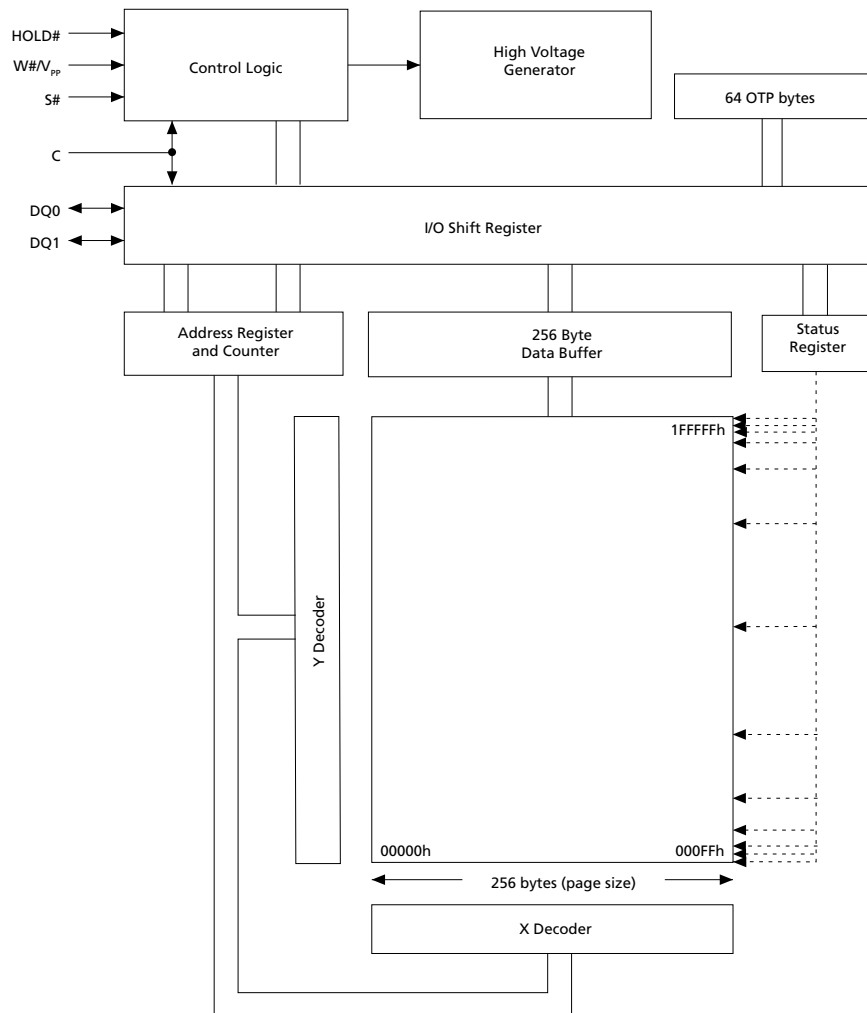 HOLD#
W#/VPP
S#
Control Logic
High Voltage
Generator
64 OTP bytes
C
DQ0
DQ1
I/O Shift Register
Address Register
and Counter
256 Byte
Data Buffer
Status
Register
1FFFFFh
Y Decoder
00000h
000FFh
256 bytes (page size)
X Decoder